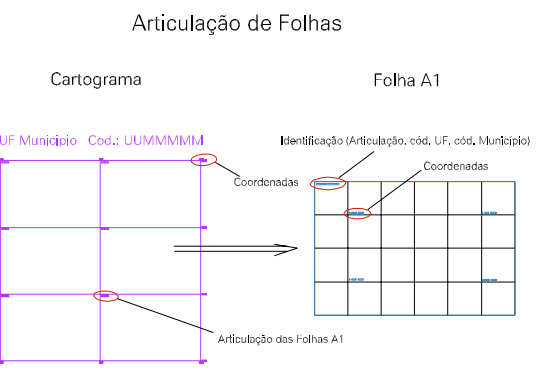 Articulação de Folhas
Cartograma
Folha A1
UF Município Cod.: UUMMMMM
Identificação (Articulação, cód. UF, cód. Município)
Coordenadas
Coordenadas
Articulação das Folhas A1